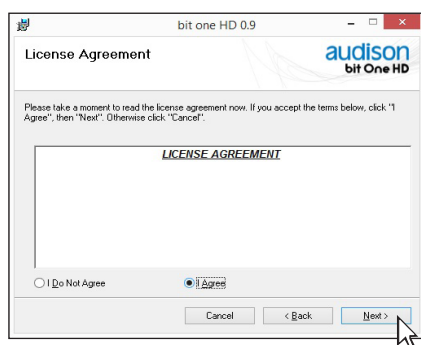 bit one HD 0.9
License Agreement
audison
bit One HD
Please take a moment to read the license agreement now. If you accept the terms below, click "I
Agree", then "Next". Otherwise click "Cancel".
LICENSE AGREEMENT
I Do Not Agree
I Agree
Cancel
< Back
Next >